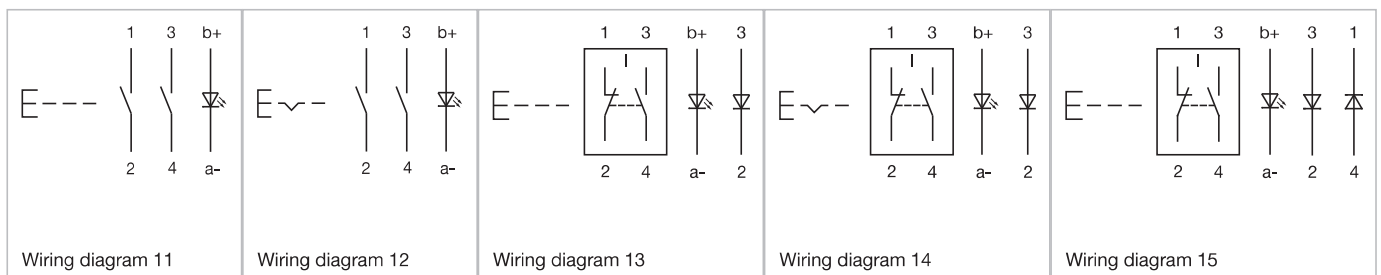 1 3 b+
2 4 a-
Wiring diagram 11
1 3 b+
2 4 a-
Wiring diagram 12
1 3 b+ 3
2 4 a- 2
Wiring diagram 13
1 3 b+ 3
2 4 a- 2
Wiring diagram 14
1 3 b+ 3 1
2 4 a- 2 4
Wiring diagram 15